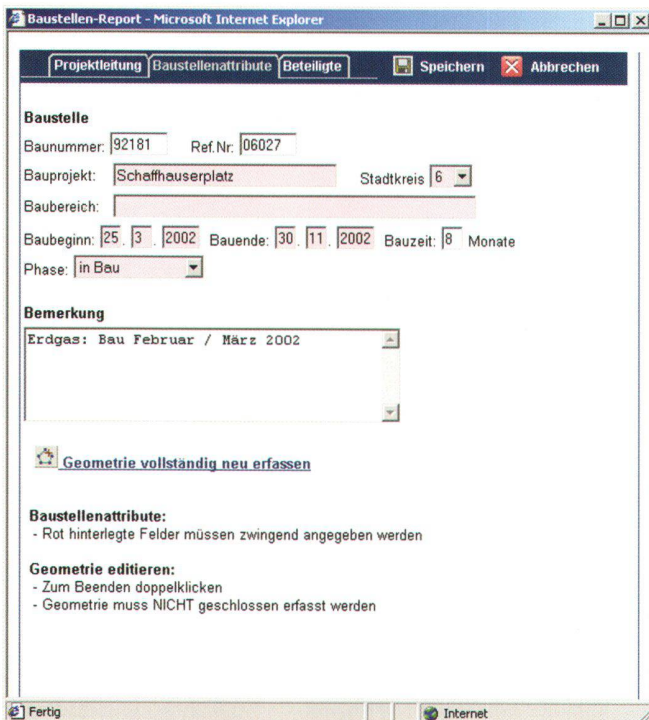 Baustellen-Report - Microsoft Internet Explorer
Projektleitung Baustellenattribute Beteiligte Speichern Abbrechen
Baustelle
Baunummer: 92181 Ref.Nr: 06027
Bauprojekt: Schaffhauserplatz Stadtkreis 6
Baubereich:
Baubeginn: 25 . 3 . 2002 Bauende: 30 . 11 . 2002 Bauzeit: 8 Monate
Phase: in Bau
Bemerkung
Erdgas: Bau Februar / März 2002
Geometrie vollständig neu erfassen
Baustellenattribute:
- Rot hinterlegte Felder müssen zwingend angegeben werden
Geometrie editieren:
- Zum Beenden doppelklicken
- Geometrie muss NICHT geschlossen erfasst werden
Fertig Internet